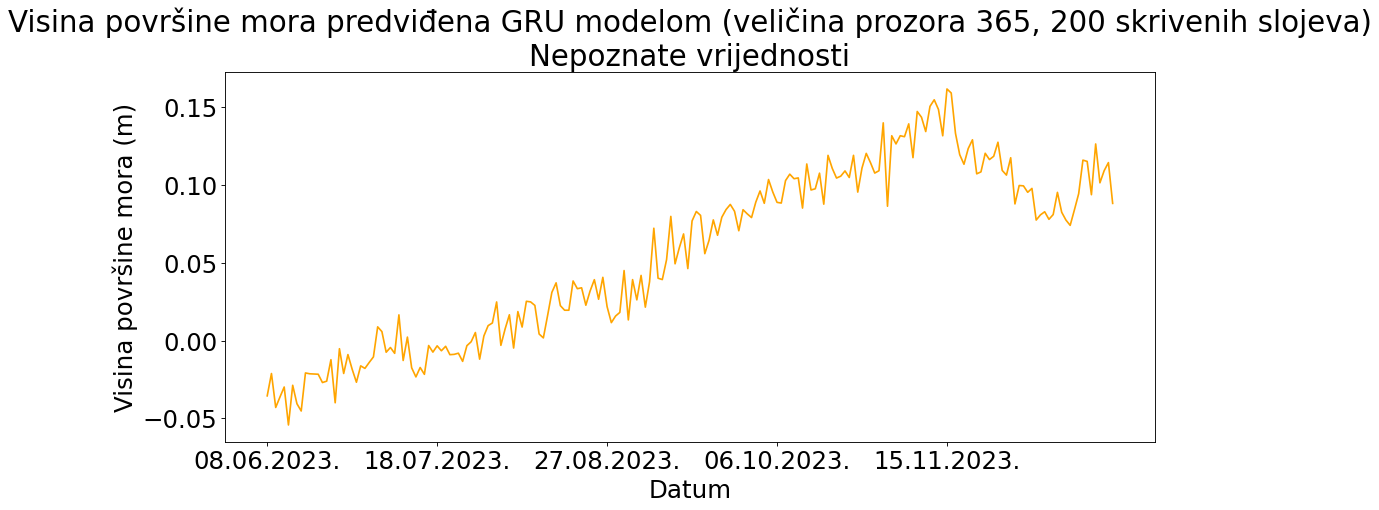 Visina površine mora predviđena GRU modelom (veličina prozora 365, 200 skrivenih slojeva)
Nepoznate vrijednosti
Visina površine mora (m)
0.15
0.10
0.05
0.00
−0.05
08.06.2023. 18.07.2023. 27.08.2023. 06.10.2023. 15.11.2023.
Datum